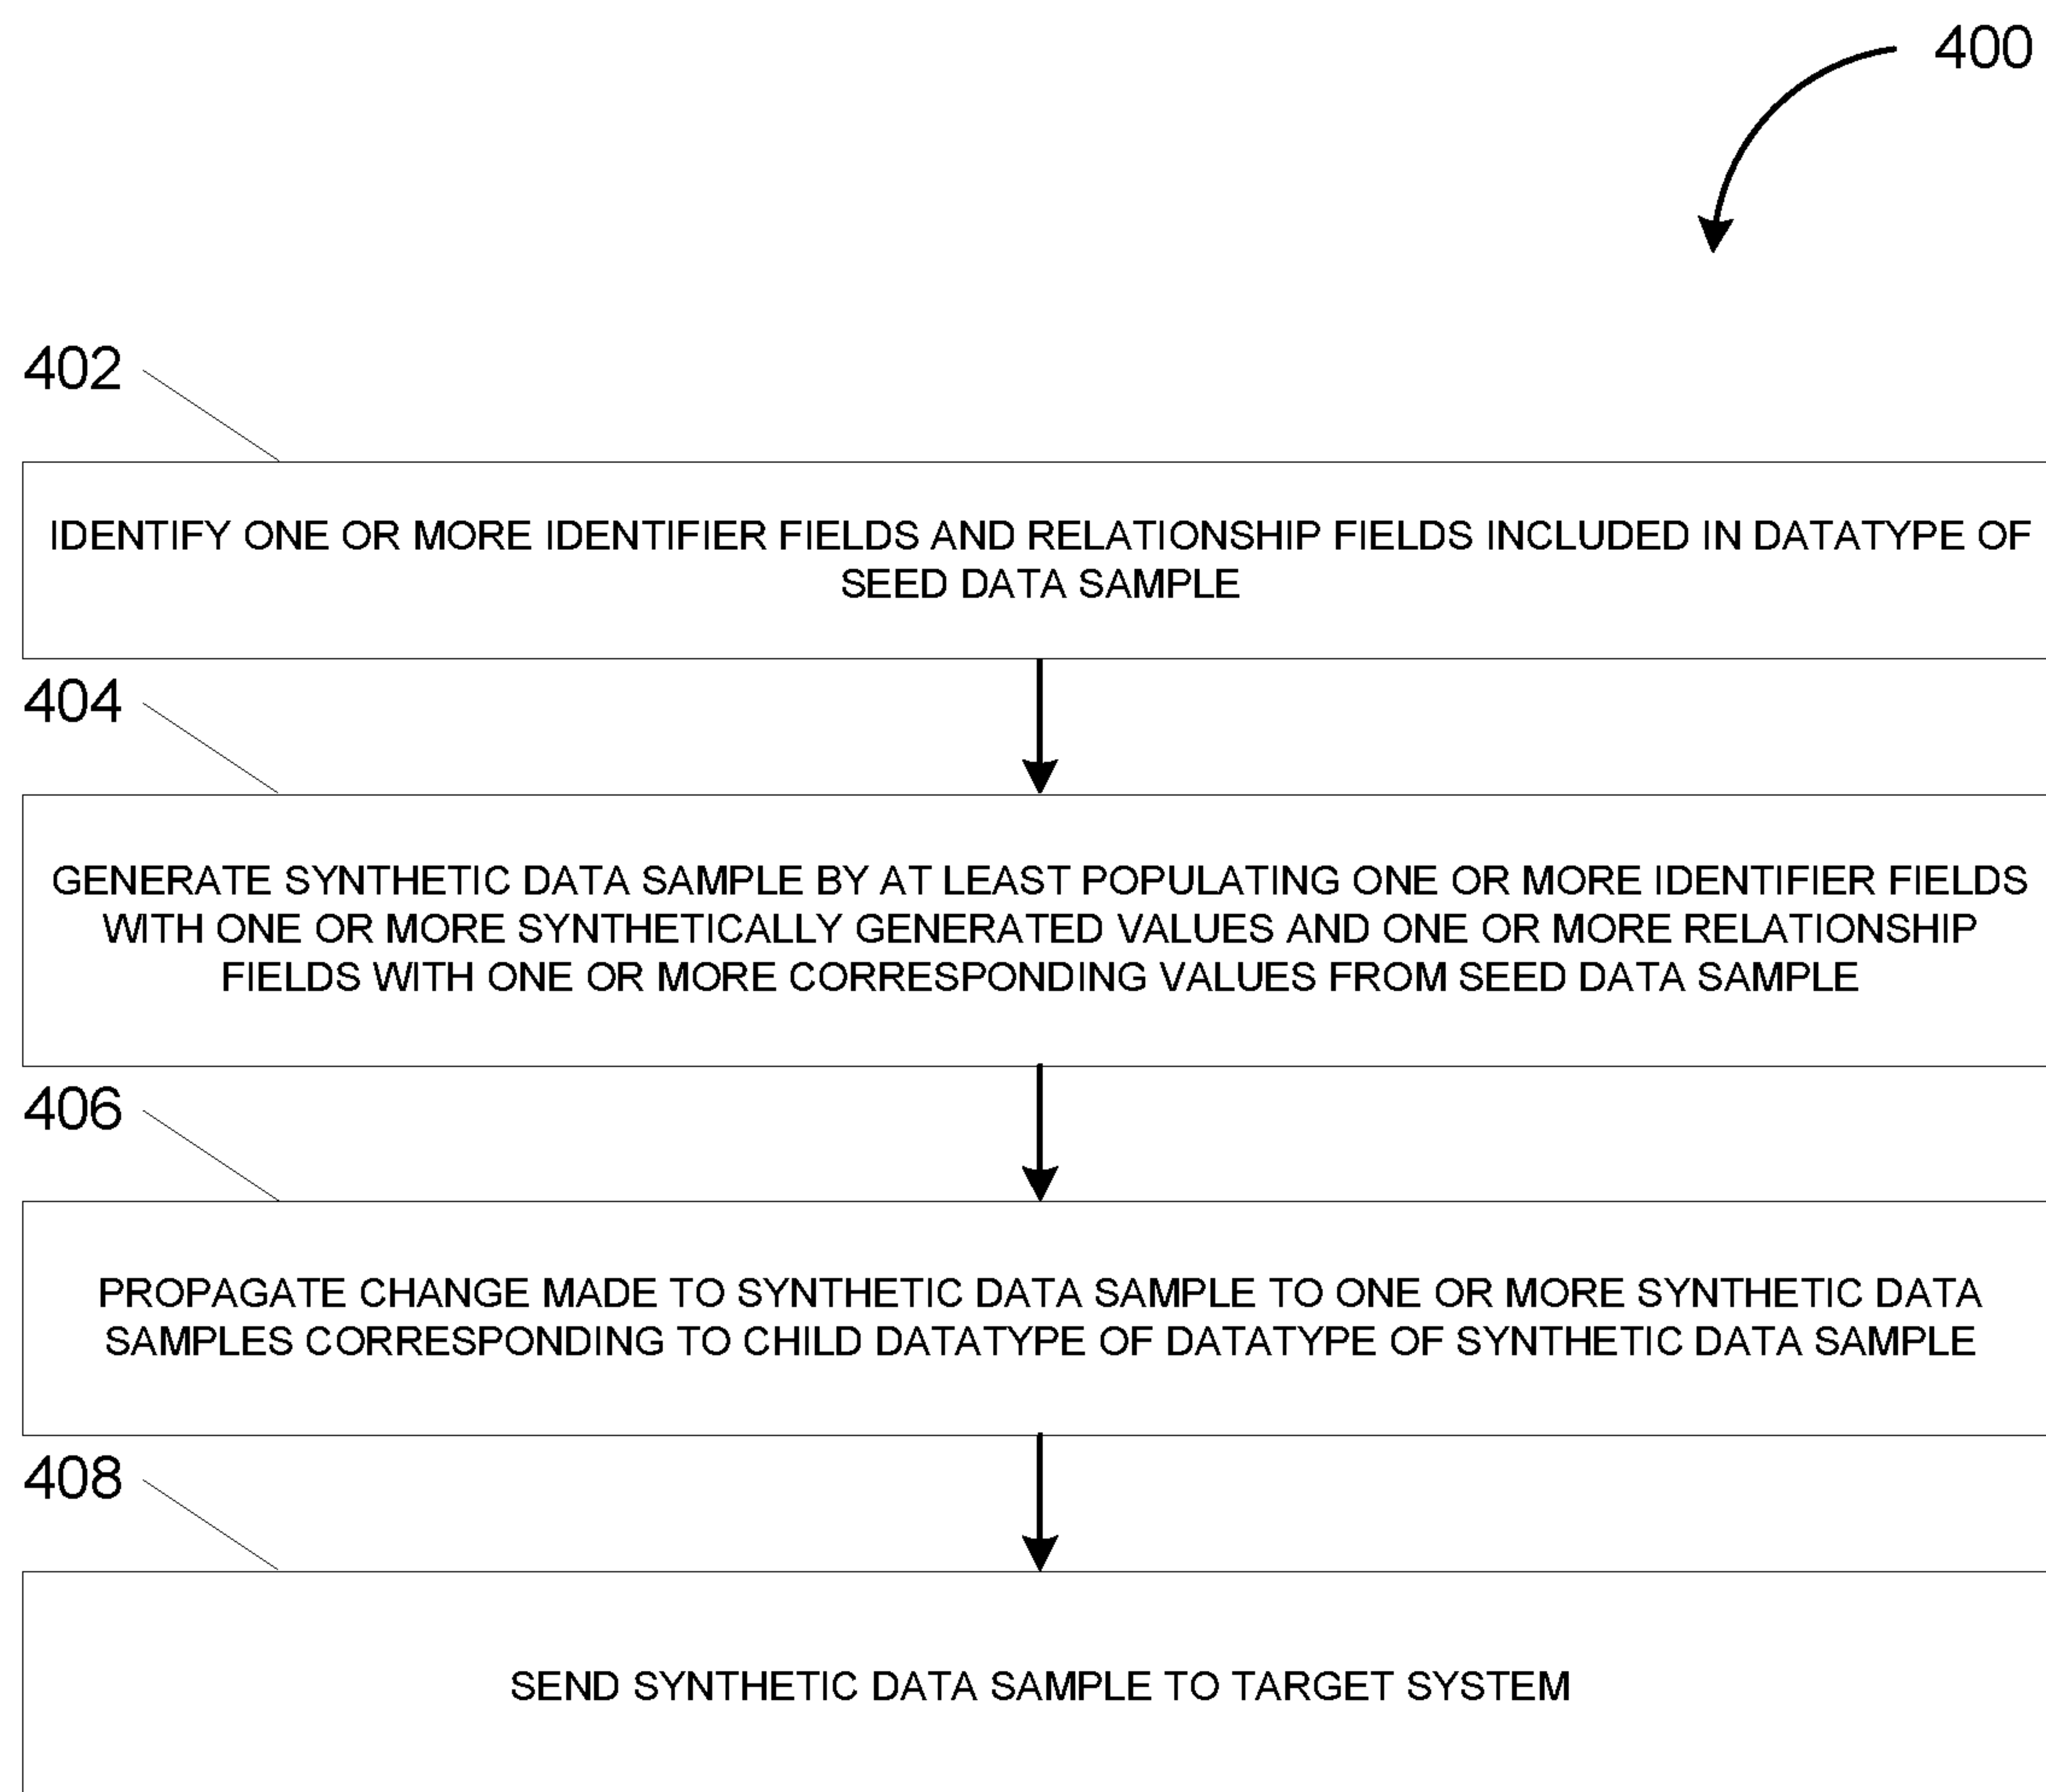 400
402
IDENTIFY ONE OR MORE IDENTIFIER FIELDS AND RELATIONSHIP FIELDS INCLUDED IN DATATYPE OF
SEED DATA SAMPLE
404
GENERATE SYNTHETIC DATA SAMPLE BY AT LEAST POPULATING ONE OR MORE IDENTIFIER FIELDS
WITH ONE OR MORE SYNTHETICALLY GENERATED VALUES AND ONE OR MORE RELATIONSHIP
FIELDS WITH ONE OR MORE CORRESPONDING VALUES FROM SEED DATA SAMPLE
406
PROPAGATE CHANGE MADE TO SYNTHETIC DATA SAMPLE TO ONE OR MORE SYNTHETIC DATA
SAMPLES CORRESPONDING TO CHILD DATATYPE OF DATATYPE OF SYNTHETIC DATA SAMPLE
408
SEND SYNTHETIC DATA SAMPLE TO TARGET SYSTEM